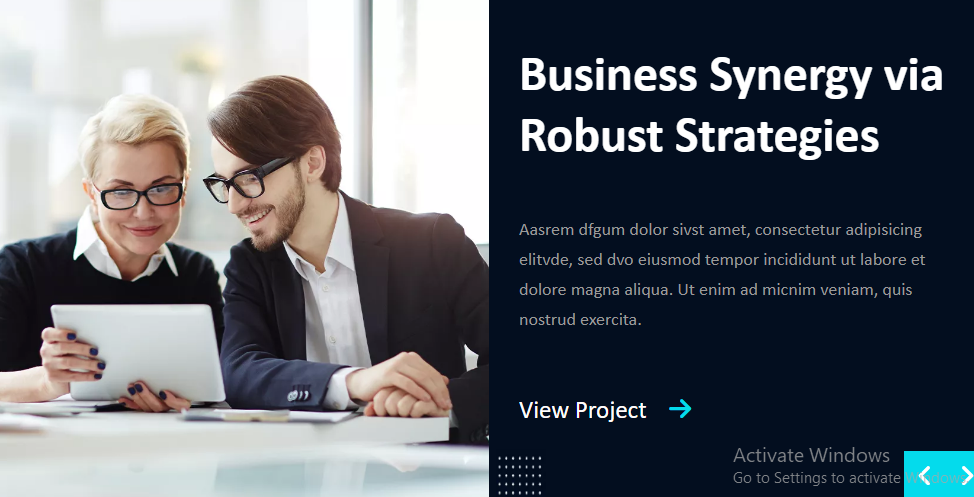 Business Synergy via
Robust Strategies
Aasrem dfgum dolor sivst amet, consectetur adipisicing
elitvde, sed dvo eiusmod tempor incididunt ut labore et
dolore magna aliqua. Ut enim ad micnim veniam, quis
nostrud exercita.
View Project
Activate Windows
Go to Settings to activate Windows.